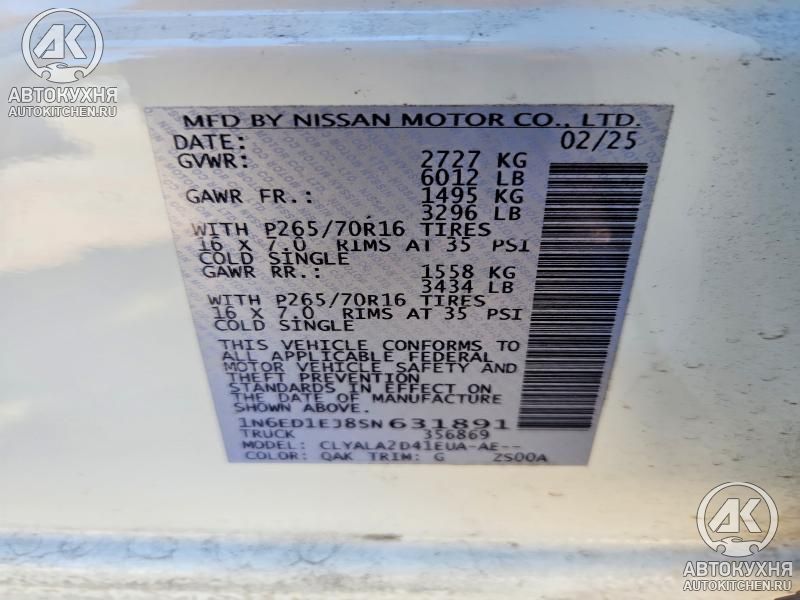 AK
АВТОКУХНЯ
AUTOKITCHEN.RU
MFD BY NISSAN MOTOR CO., LTD.
DATE: 02/25
GVWR: 2727 KG
6012 LB
GAWR FR.: 1495 KG
3296 LB
WITH P265/70R16 TIRES
16 X 7.0 RIMS AT 35 PSI
COLD SINGLE
GAWR RR.: 1558 KG
3434 LB
WITH P265/70R16 TIRES
16 X 7.0 RIMS AT 35 PSI
COLD SINGLE
THIS VEHICLE CONFORMS TO
ALL APPLICABLE FEDERAL
MOTOR VEHICLE SAFETY AND
THEFT PREVENTION
STANDARDS IN EFFECT ON
THE DATE OF MANUFACTURE
SHOWN ABOVE.
1N6ED1EJ8SN631891
TRUCK 356869
MODEL: CLYALA2D41EUA-AE--
COLOR: QAK TRIM: G ZS00A
AK
АВТОКУХНЯ
AUTOKITCHEN.RU